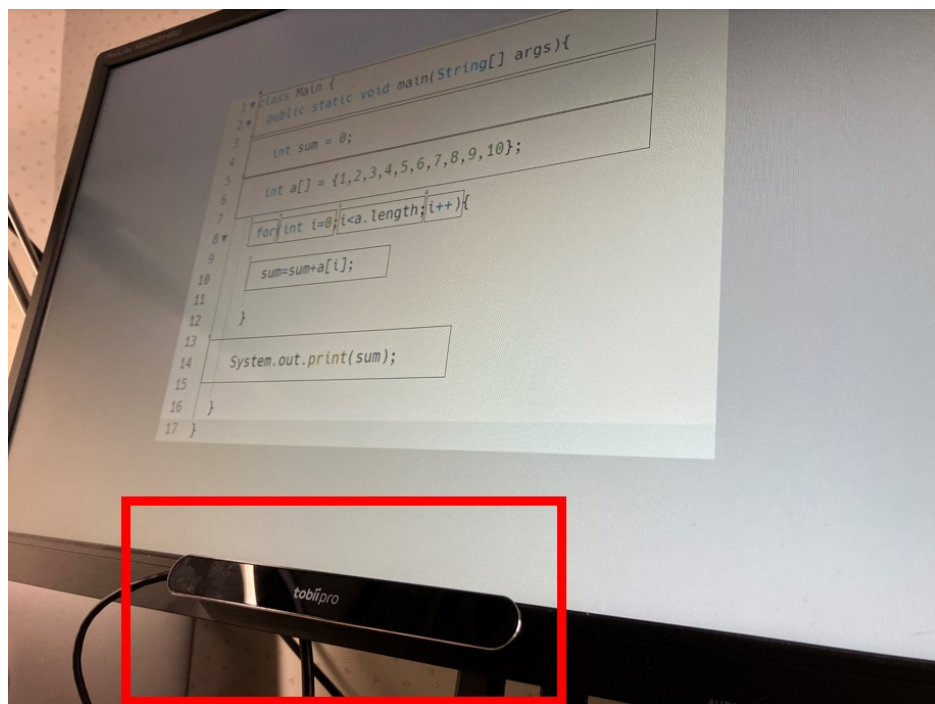 1 class Main {
2 public static void main(String[] args){
3
4 int sum = 0;
5
6 int a[] = {1,2,3,4,5,6,7,8,9,10};
7
8 for(int i=0;i<a.length;i++){
9
10 sum=sum+a[i];
11
12 }
13
14 System.out.print(sum);
15
16 }
17 }
tobiipro